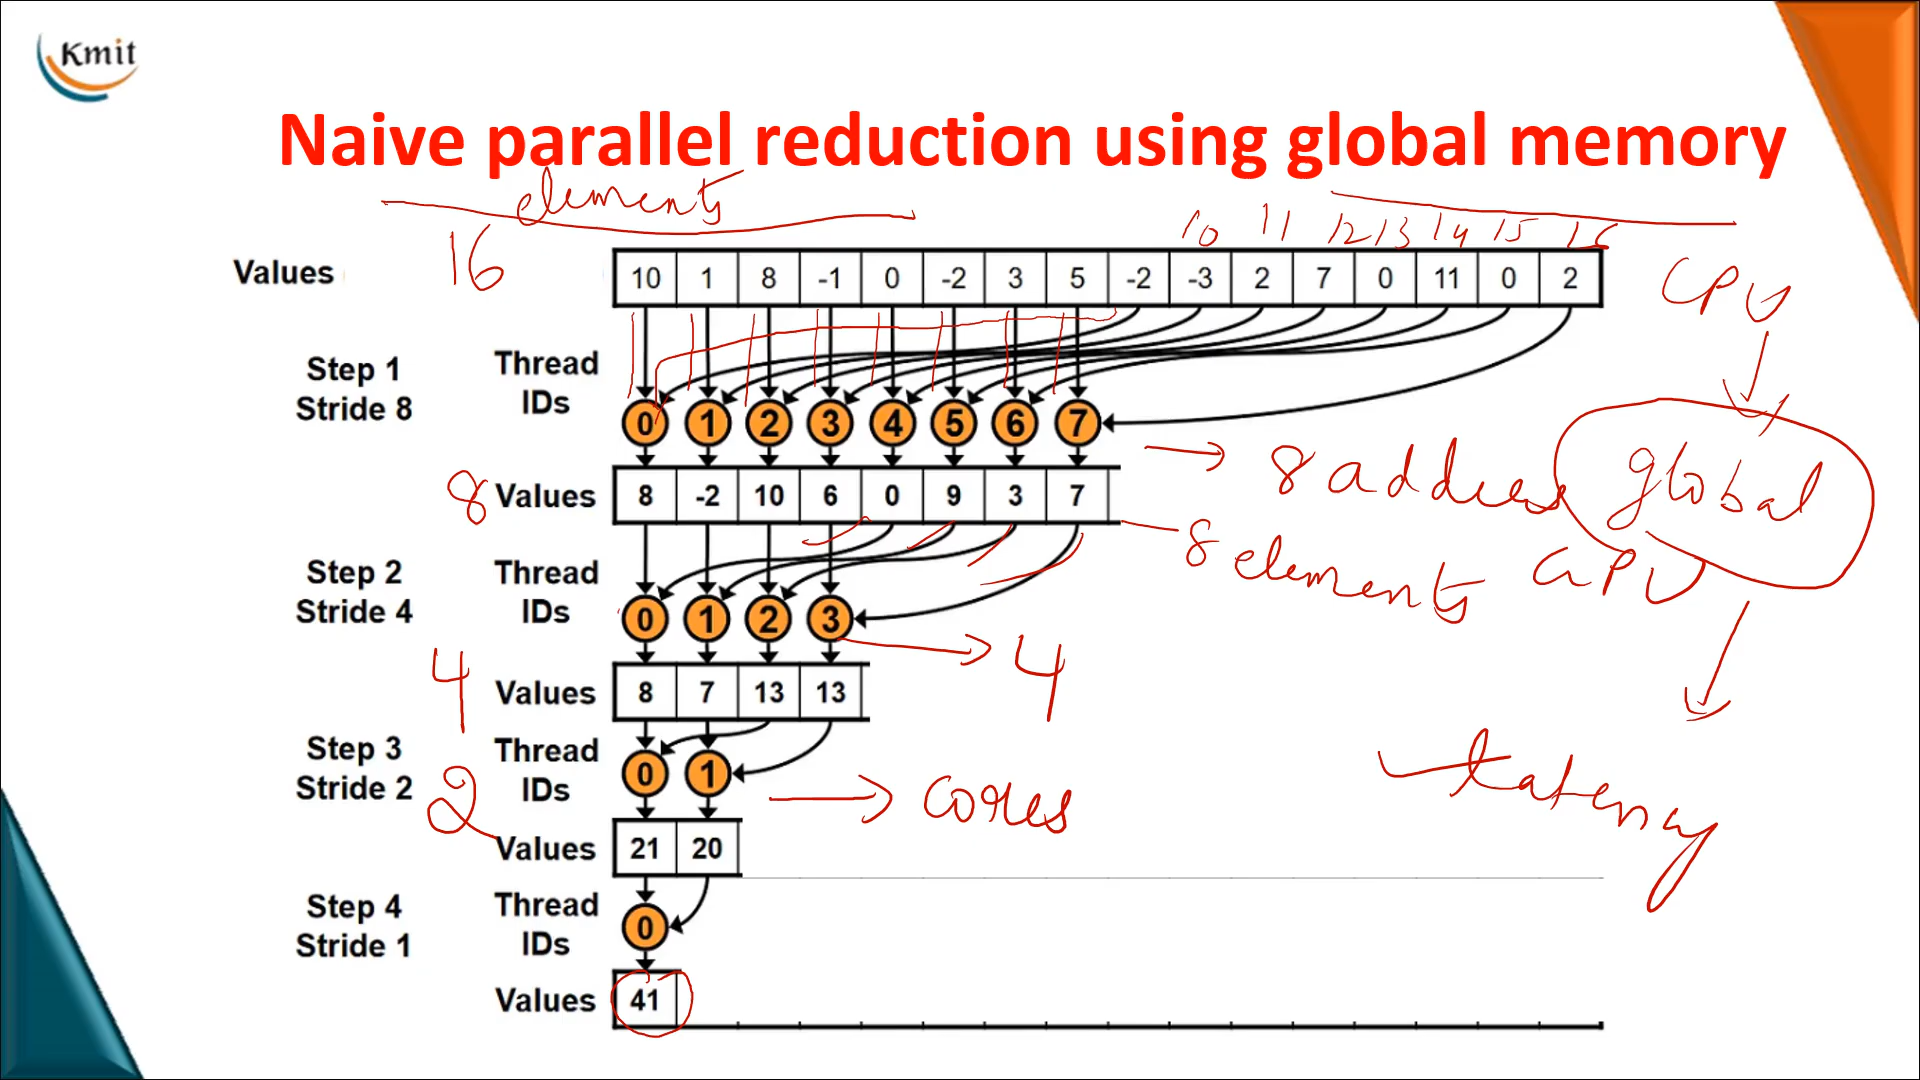 Kmit
Naive parallel reduction using global memory
elements
16
10 11 12 13 14 15 16
Values 10 1 8 -1 0 -2 3 5 -2 -3 2 7 0 11 0 2
CPU
Step 1 Thread
Stride 8 IDs 0 1 2 3 4 5 6 7
8 address global
8 Values 8 -2 10 6 0 9 3 7
8 elements GPU
Step 2 Thread
Stride 4 IDs 0 1 2 3
4
4 Values 8 7 13 13
Step 3 Thread
Stride 2 IDs 0 1
cores
latency
2 Values 21 20
Step 4 Thread
Stride 1 IDs 0
Values 41